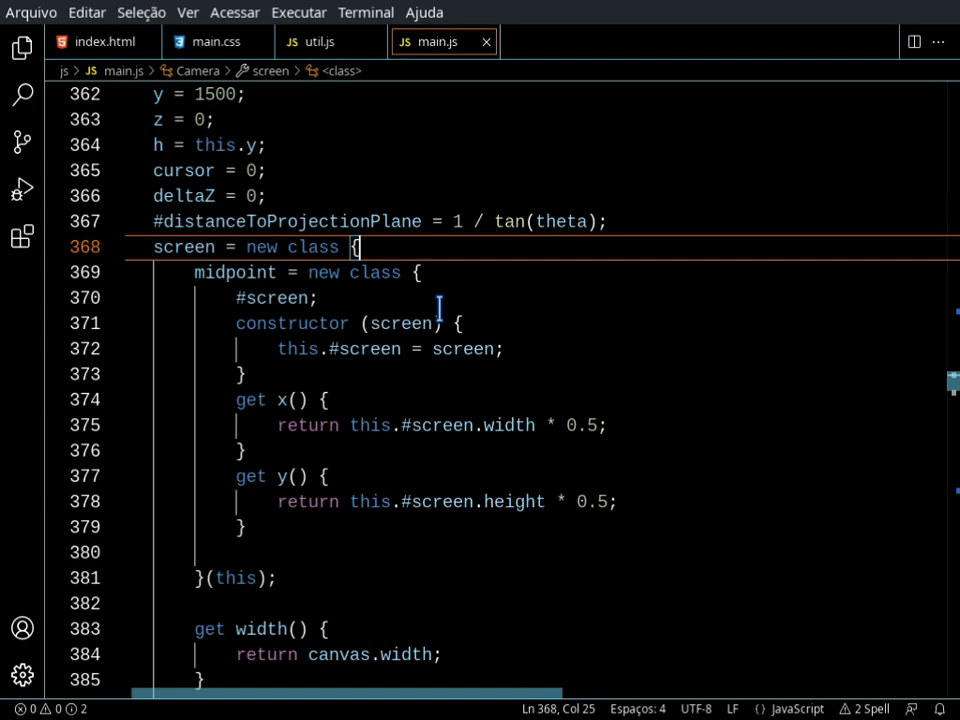 Arquivo Editar Seleção Ver Acessar Executar Terminal Ajuda
index.html main.css JS util.js JS main.js
js > JS main.js > Camera > screen > <class>
362 y = 1500;
363 z = 0;
364 h = this.y;
365 cursor = 0;
366 deltaZ = 0;
367 #distanceToProjectionPlane = 1 / tan(theta);
368 screen = new class {
369 midpoint = new class {
370 #screen;
371 constructor (screen) {
372 this.#screen = screen;
373 }
374 get x() {
375 return this.#screen.width * 0.5;
376 }
377 get y() {
378 return this.#screen.height * 0.5;
379 }
380
381 }(this);
382
383 get width() {
384 return canvas.width;
385 }
0 0 2 Ln 368, Col 25 Espaços: 4 UTF-8 LF {} JavaScript 2 Spell